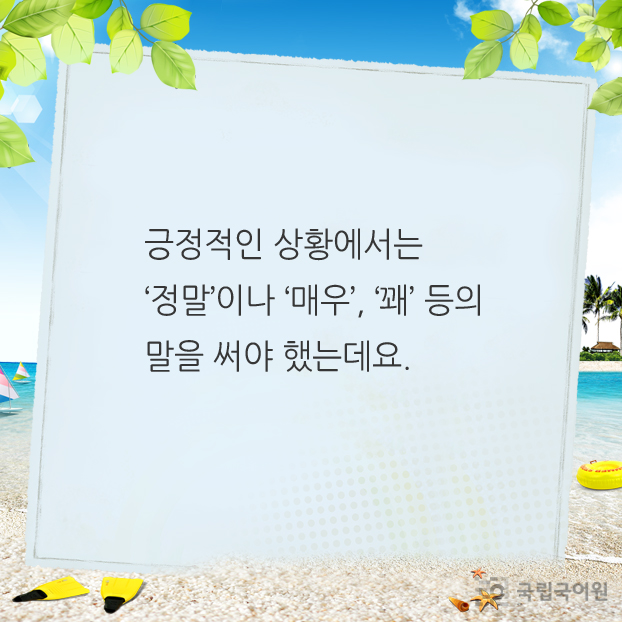 긍정적인 상황에서는
‘정말’이나 ‘매우’, ‘꽤’ 등의
말을 써야 했는데요.
국립국어원